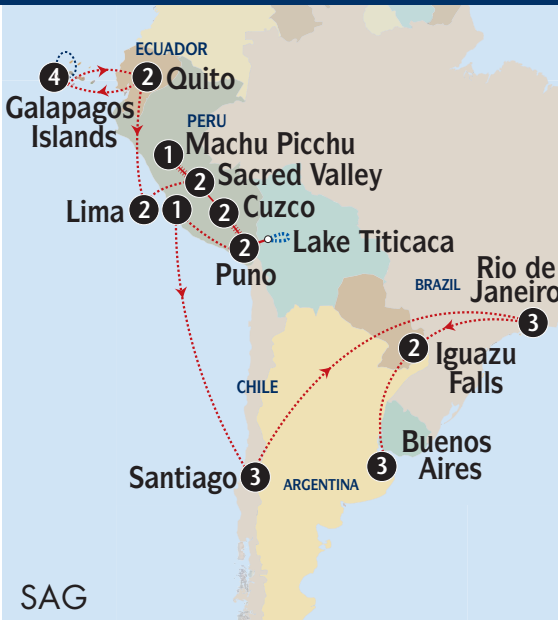 ECUADOR
4
2 Quito
Galapagos
Islands
PERU
1 Machu Picchu
2 Sacred Valley
Lima 2 1
2 Cuzco
2
Lake Titicaca
Puno
BRAZIL
Rio de
Janeiro
3
2
Iguazu
Falls
CHILE
Buenos
Aires
3
Santiago 3
ARGENTINA
SAG